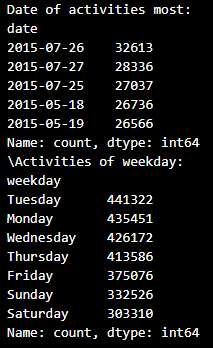 Date of activities most:
date
2015-07-26    32613
2015-07-27    28336
2015-07-25    27037
2015-05-18    26736
2015-05-19    26566
Name: count, dtype: int64
\Activities of weekday:
weekday
Tuesday      441322
Monday       435451
Wednesday    426172
Thursday     413586
Friday       375076
Sunday       332526
Saturday     303310
Name: count, dtype: int64